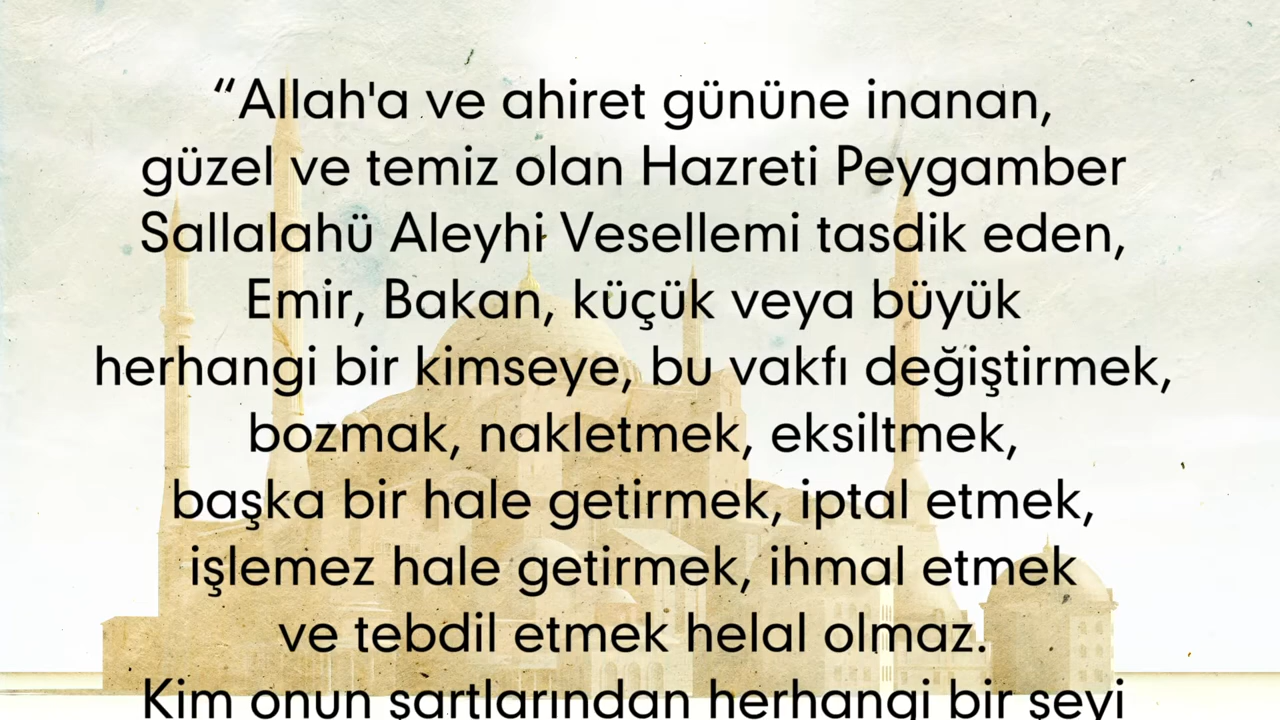 “Allah'a ve ahiret gününe inanan,
güzel ve temiz olan Hazreti Peygamber
Sallalahü Aleyhi Vesellemi tasdik eden,
Emir, Bakan, küçük veya büyük
herhangi bir kimseye, bu vakfı değiştirmek,
bozmak, nakletmek, eksiltmek,
başka bir hale getirmek, iptal etmek,
işlemez hale getirmek, ihmal etmek
ve tebdil etmek helal olmaz.
Kim onun şartlarından herhangi bir şeyi